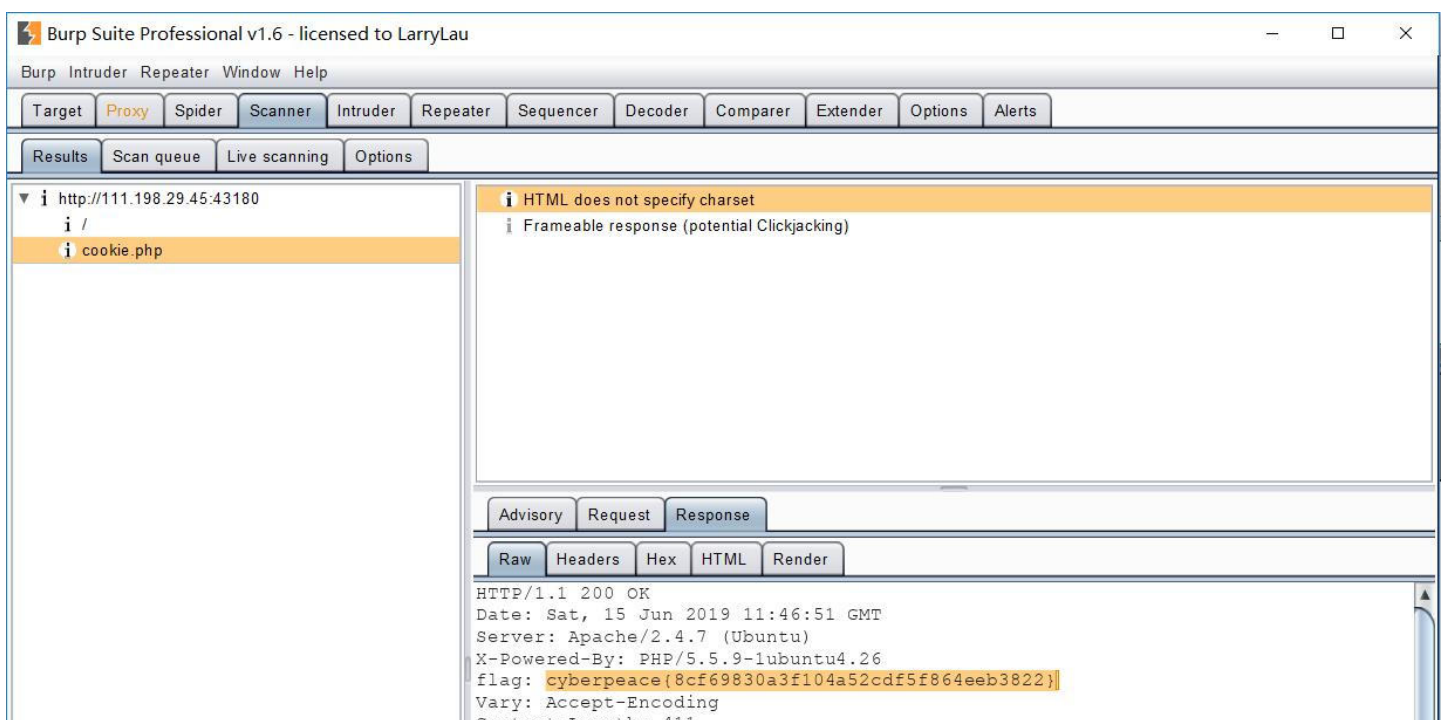 Burp Suite Professional v1.6 - licensed to LarryLau
Burp Intruder Repeater Window Help
Target Proxy Spider Scanner Intruder Repeater Sequencer Decoder Comparer Extender Options Alerts
Results Scan queue Live scanning Options
http://111.198.29.45:43180
/
cookie.php
HTML does not specify charset
Frameable response (potential Clickjacking)
Advisory Request Response
Raw Headers Hex HTML Render
HTTP/1.1 200 OK
Date: Sat, 15 Jun 2019 11:46:51 GMT
Server: Apache/2.4.7 (Ubuntu)
X-Powered-By: PHP/5.5.9-1ubuntu4.26
flag: cyberpeace{8cf69830a3f104a52cdf5f864eeb3822}
Vary: Accept-Encoding